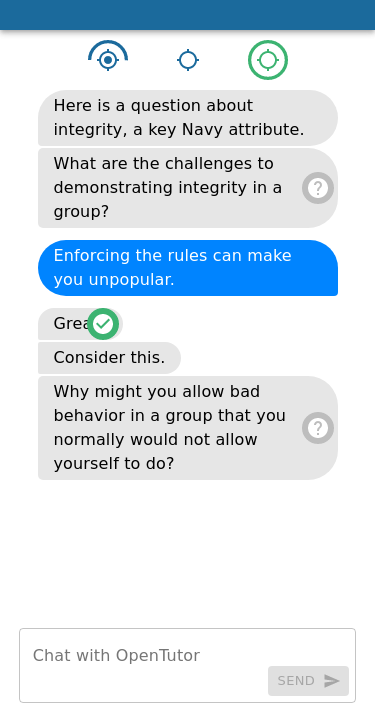 Here is a question about
integrity, a key Navy attribute.
What are the challenges to
demonstrating integrity in a
group?
Enforcing the rules can make
you unpopular.
Consider this.
Why might you allow bad
behavior in a group that you
normally would not allow
yourself to do?
Chat with OpenTutor
SEND